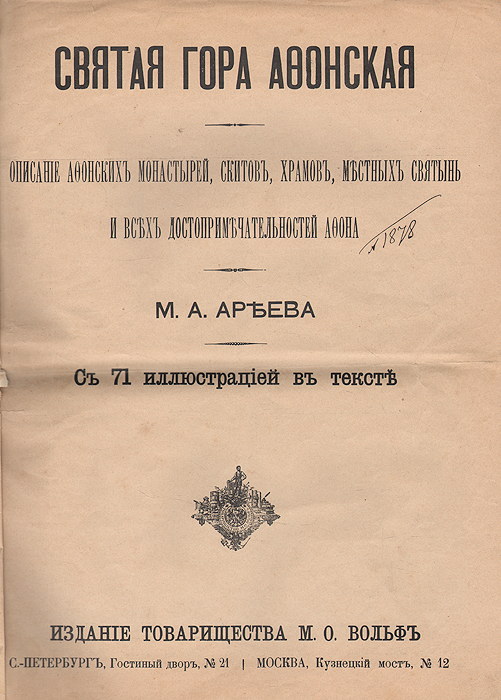 СВЯТАЯ ГОРА АѲОНСКАЯ
ОПИСАНІЕ АѲОНСКИХЪ МОНАСТЫРЕЙ, СКИТОВЪ, ХРАМОВЪ, МѢСТНЫХЪ СВЯТЫНЬ
И ВСѢХЪ ДОСТОПРИМѢЧАТЕЛЬНОСТЕЙ АѲОНА
1878
М. А. АРѢЕВА
Съ 71 иллюстраціей въ текстѣ
ИЗДАНІЕ ТОВАРИЩЕСТВА М. О. ВОЛЬФЪ
С.-ПЕТЕРБУРГЪ, Гостиный дворъ, № 21 | МОСКВА, Кузнецкій мостъ, № 12